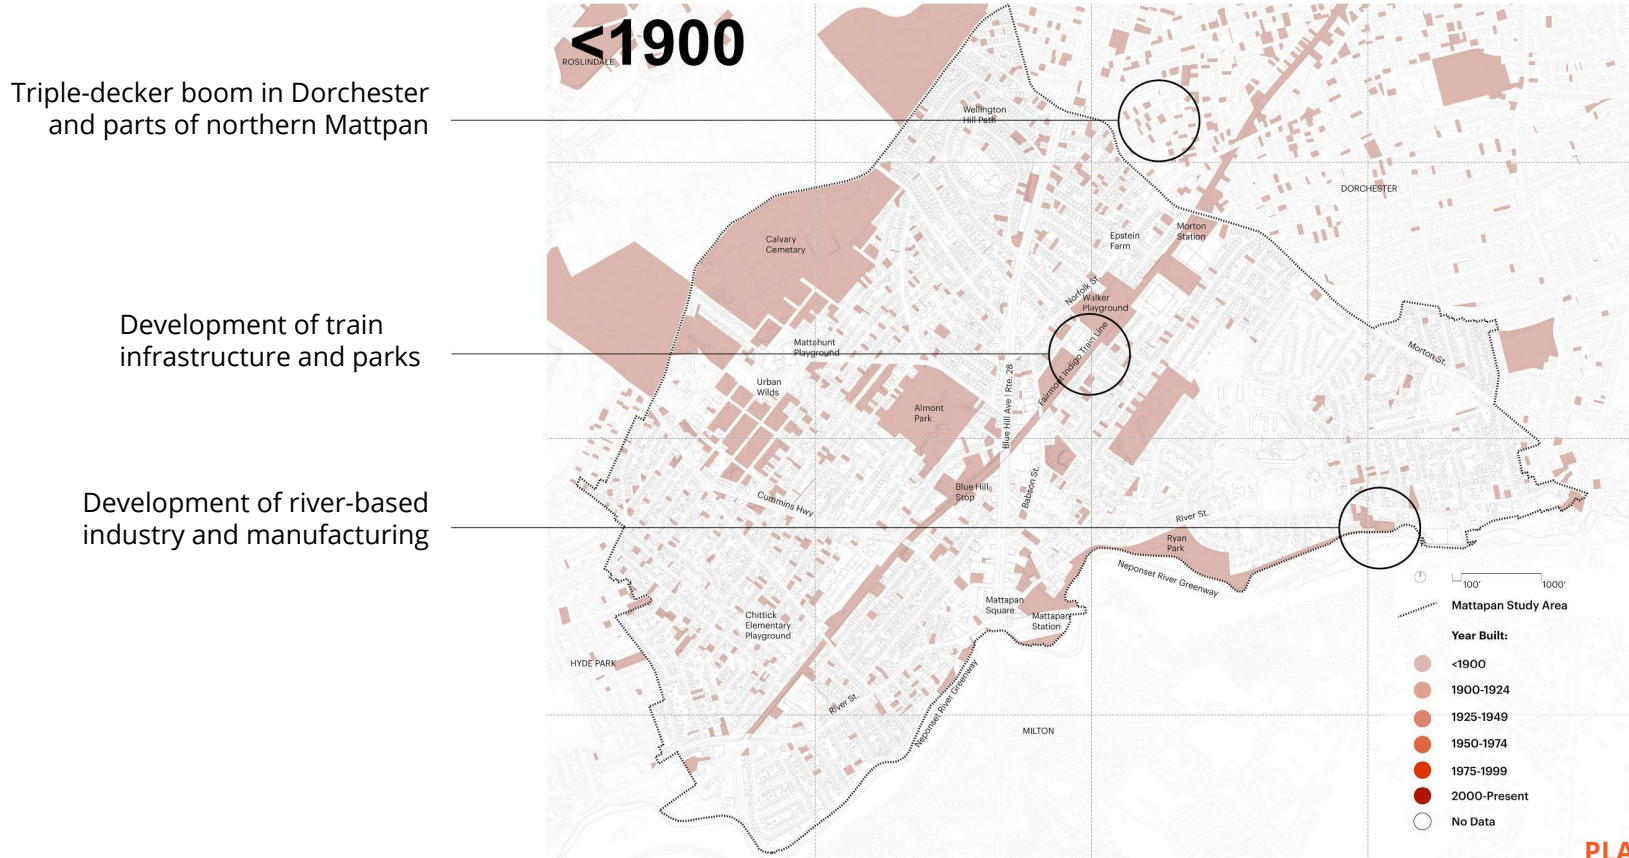 <1900
Triple-decker boom in Dorchester
and parts of northern Mattpan
Development of train
infrastructure and parks
Development of river-based
industry and manufacturing
ROSLINDALE
Wellington
Hill Path
DORCHESTER
Calvary
Cemetary
Epstein
Farm
Morton
Station
Norfolk St.
Walker
Playground
Mattahunt
Playground
Fairmont Indigo Train Line
Morton St.
Urban
Wilds
Almont
Park
Blue Hill Ave | Rte. 28
Blue Hill
Stop
Babson St.
Cummins Hwy
River St.
Ryan
Park
Neponset River Greenway
Mattapan
Square
Mattapan
Station
Chittick
Elementary
Playground
HYDE PARK
River St.
Neponset River Greenway
MILTON
100'
1000'
Mattapan Study Area
Year Built:
<1900
1900-1924
1925-1949
1950-1974
1975-1999
2000-Present
No Data
PLA